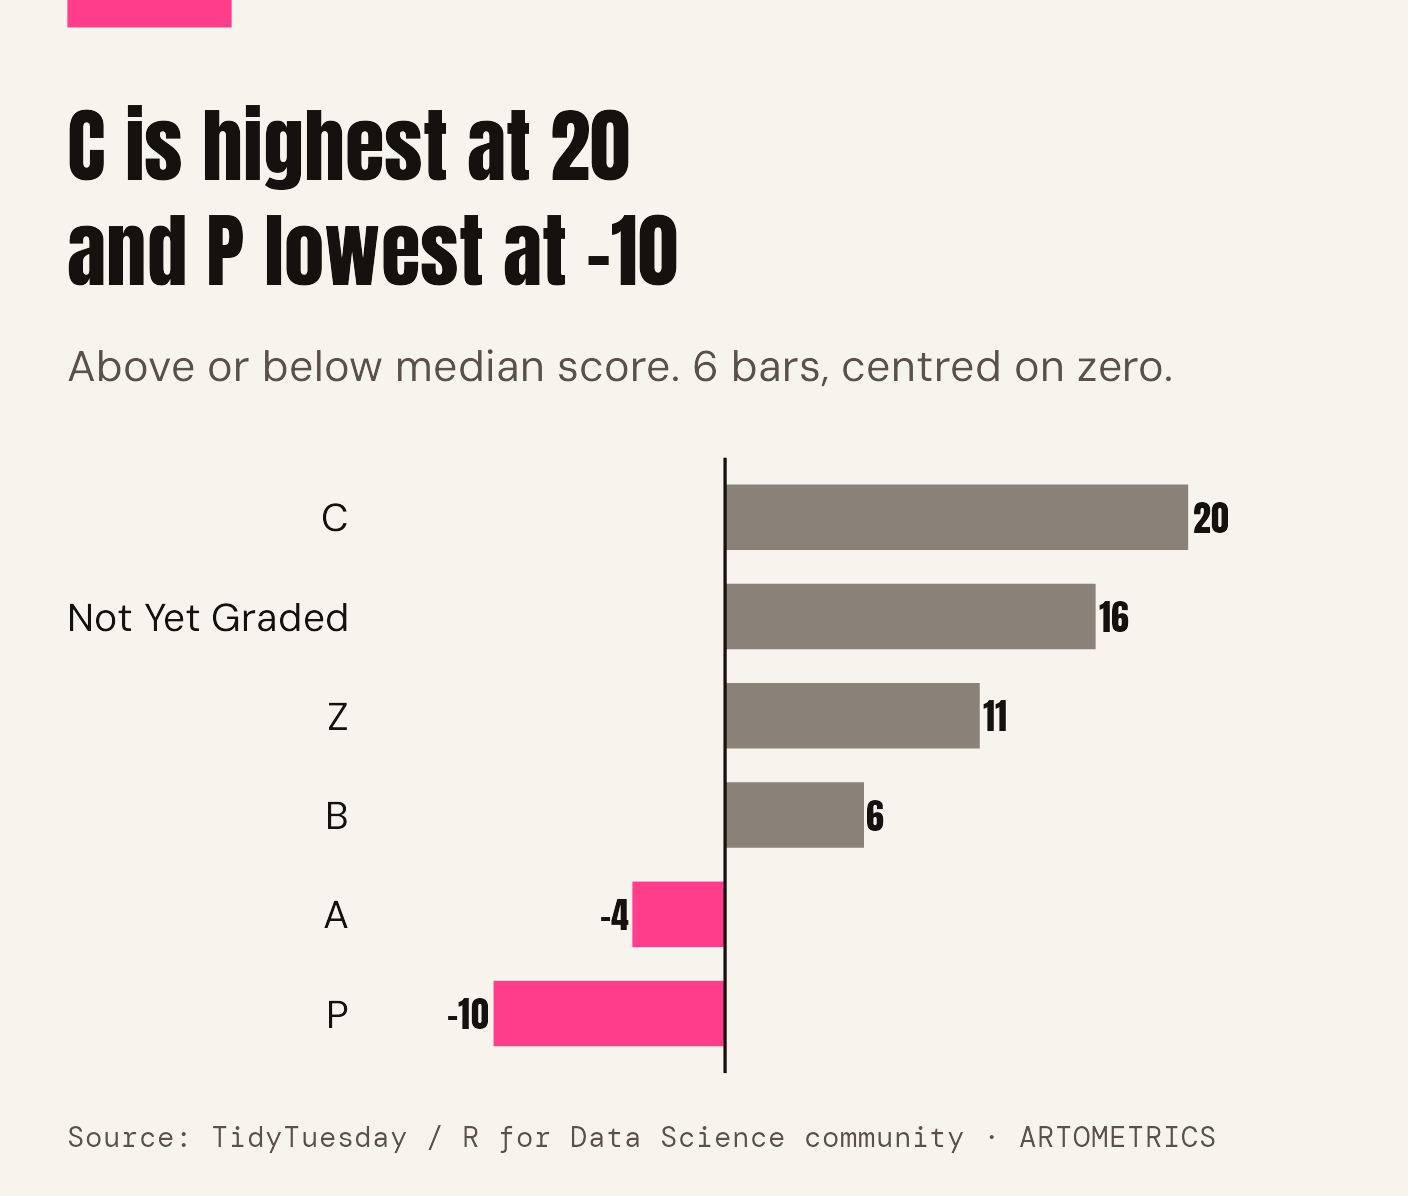 C is highest at 20
and P lowest at -10
Above or below median score. 6 bars, centred on zero.
C 20
Not Yet Graded 16
Z 11
B 6
A -4
P -10
Source: TidyTuesday / R for Data Science community · ARTOMETRICS